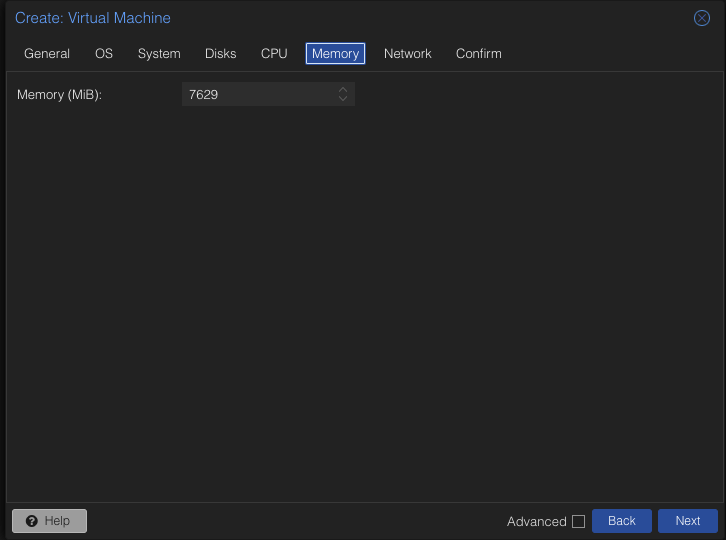 Create: Virtual Machine
General OS System Disks CPU Memory Network Confirm
Memory (MiB): 7629
? Help Advanced Back Next